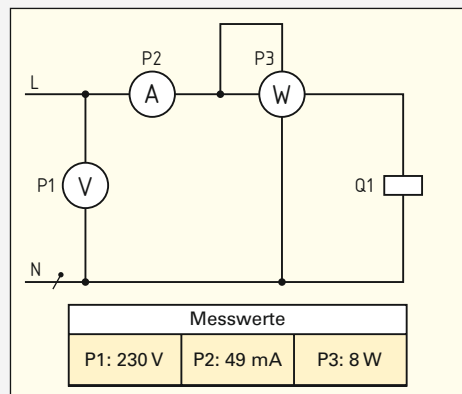 P2
P3
L
A
W
P1
V
Q1
N
Messwerte
P1: 230 V
P2: 49 mA
P3: 8 W